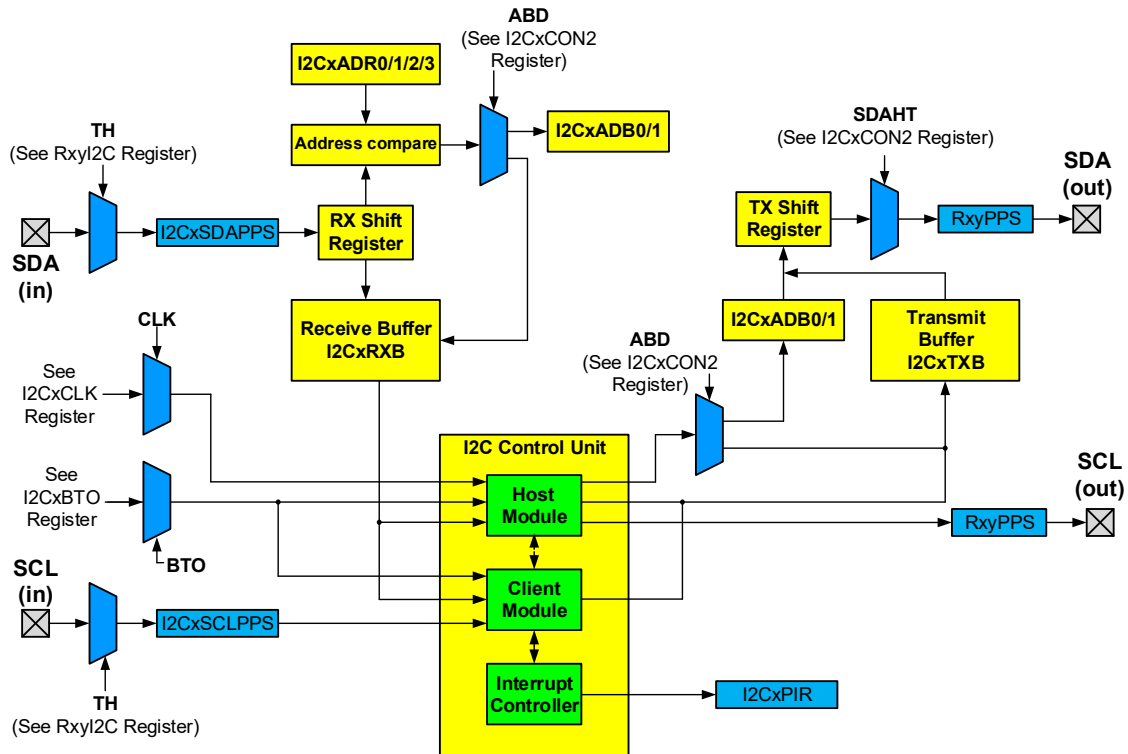 ABD
(See I2CxCON2
Register)
I2CxADR0/1/2/3
TH
(See RxyI2C Register)
Address compare
I2CxADB0/1
SDAHT
(See I2CxCON2 Register)
SDA
(out)
I2CxSDAPPS
RX Shift
Register
TX Shift
Register
RxyPPS
SDA
(in)
CLK
Receive Buffer
I2CxRXB
I2CxADB0/1
Transmit
Buffer
I2CxTXB
ABD
(See I2CxCON2
Register)
See
I2CxCLK
Register
I2C Control Unit
See
I2CxBTO
Register
Host
Module
SCL
(out)
RxyPPS
BTO
SCL
(in)
Client
Module
I2CxSCLPPS
Interrupt
Controller
I2CxPIR
TH
(See RxyI2C Register)